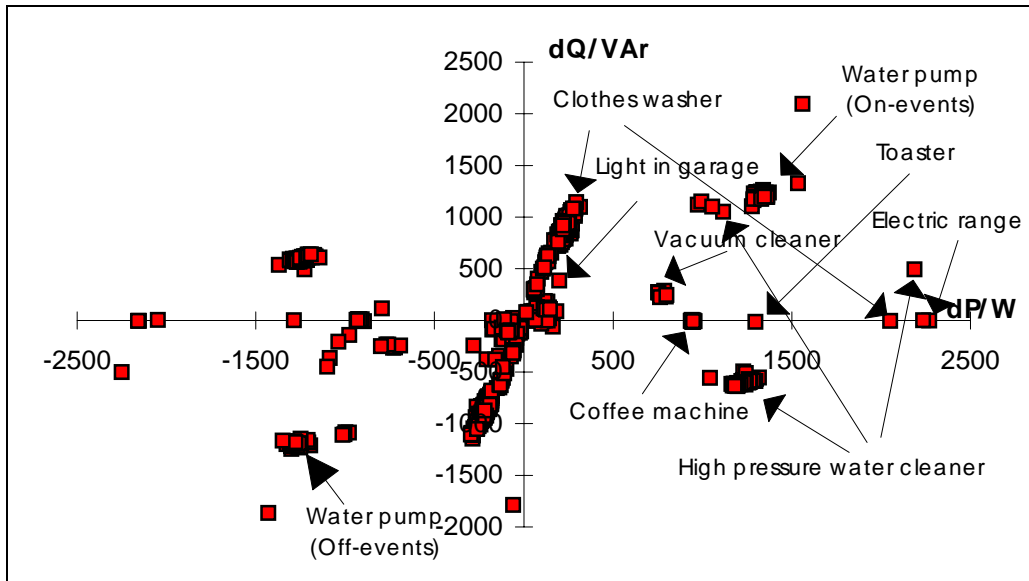 dQ/VAr
2500
2000
1500
1000
500
0
-500
-1000
-1500
-2000
-2500
-1500
-500
500
1500
2500
dP/W
Water pump
(On-events)
Clothes washer
Toaster
Light in garage
Electric range
Vacuum cleaner
Coffee machine
High pressure water cleaner
Water pump
(Off-events)